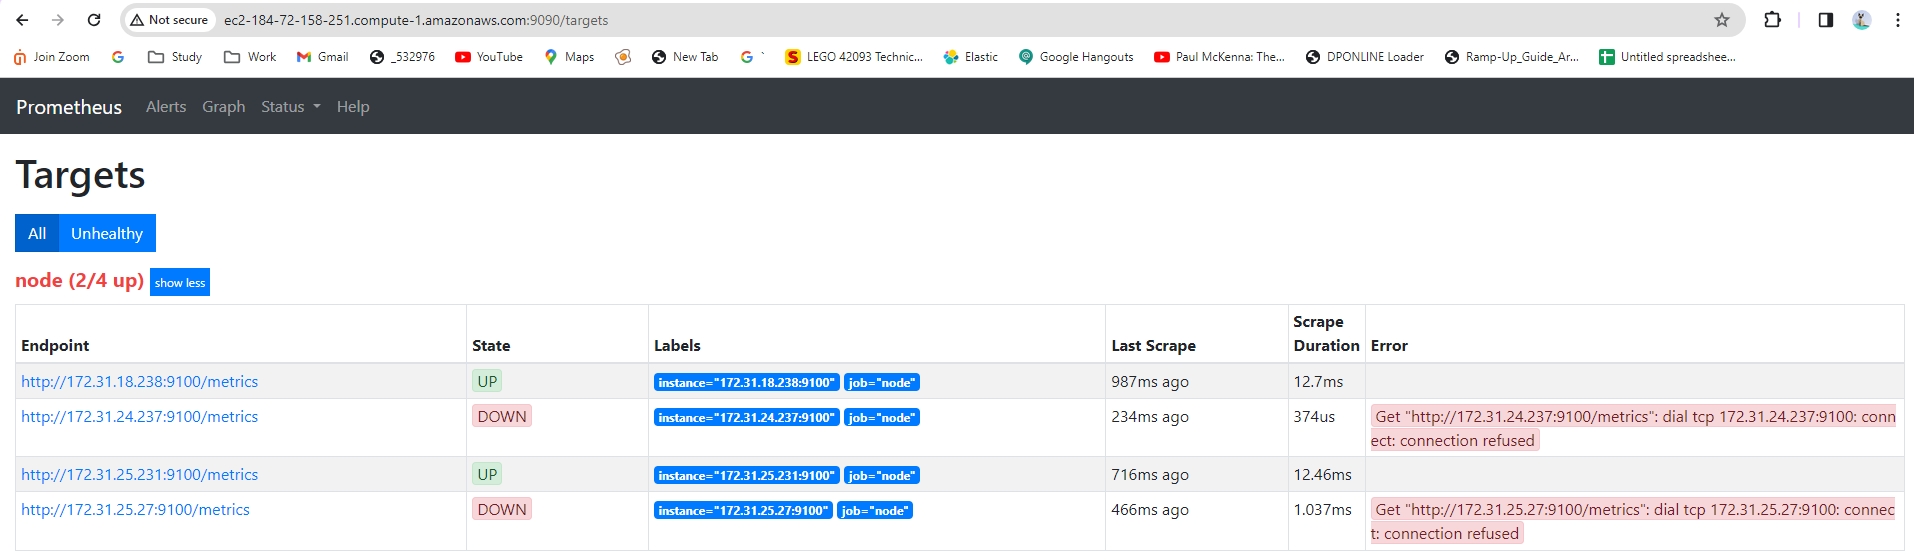 Not secure ec2-184-72-158-251.compute-1.amazonaws.com:9090/targets
Join Zoom Study Work Gmail _532976 YouTube Maps New Tab ` LEGO 42093 Technic... Elastic Google Hangouts Paul McKenna: The... DPONLINE Loader Ramp-Up_Guide_Ar... Untitled spreadshee...
Prometheus Alerts Graph Status Help
Targets
All Unhealthy
node (2/4 up) show less
Endpoint State Labels Last Scrape Scrape Duration Error
http://172.31.18.238:9100/metrics UP instance="172.31.18.238:9100" job="node" 987ms ago 12.7ms
http://172.31.24.237:9100/metrics DOWN instance="172.31.24.237:9100" job="node" 234ms ago 374us Get "http://172.31.24.237:9100/metrics": dial tcp 172.31.24.237:9100: conn
ect: connection refused
http://172.31.25.231:9100/metrics UP instance="172.31.25.231:9100" job="node" 716ms ago 12.46ms
http://172.31.25.27:9100/metrics DOWN instance="172.31.25.27:9100" job="node" 466ms ago 1.037ms Get "http://172.31.25.27:9100/metrics": dial tcp 172.31.25.27:9100: connec
t: connection refused